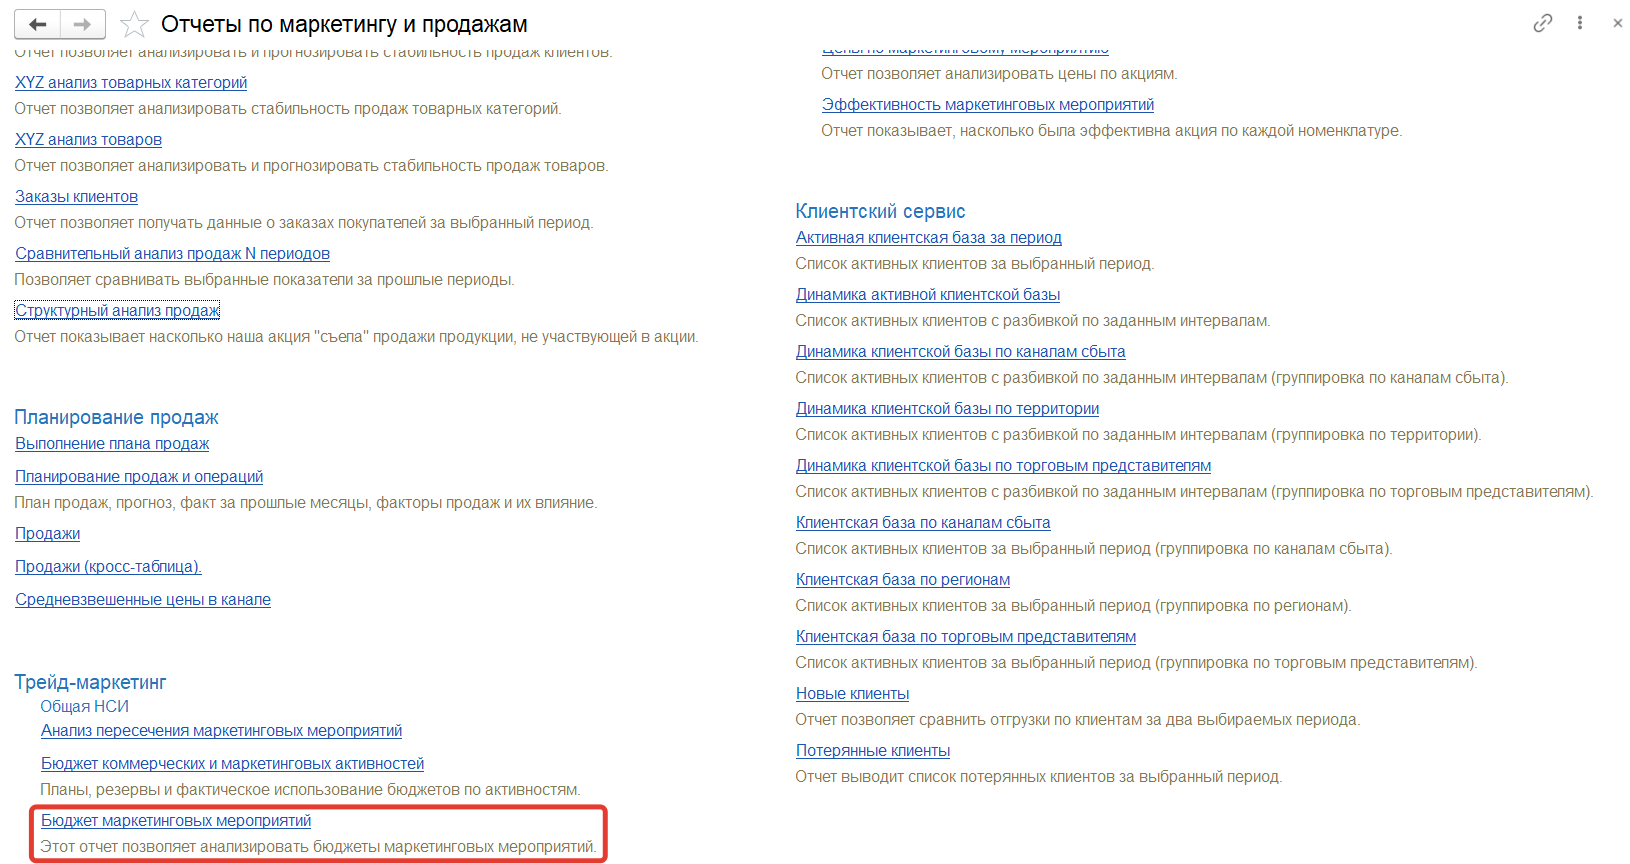 Отчеты по маркетингу и продажам
Отчет позволяет анализировать и прогнозировать стабильность продаж клиентов.
XYZ анализ товарных категорий
Отчет позволяет анализировать стабильность продаж товарных категорий.
XYZ анализ товаров
Отчет позволяет анализировать и прогнозировать стабильность продаж товаров.
Заказы клиентов
Отчет позволяет получать данные о заказах покупателей за выбранный период.
Сравнительный анализ продаж N периодов
Позволяет сравнивать выбранные показатели за прошлые периоды.
Структурный анализ продаж
Отчет показывает насколько наша акция "съела" продажи продукции, не участвующей в акции.
Планирование продаж
Выполнение плана продаж
Планирование продаж и операций
План продаж, прогноз, факт за прошлые месяцы, факторы продаж и их влияние.
Продажи
Продажи (кросс-таблица).
Средневзвешенные цены в канале
Трейд-маркетинг
Общая НСИ
Анализ пересечения маркетинговых мероприятий
Бюджет коммерческих и маркетинговых активностей
Планы, резервы и фактическое использование бюджетов по активностям.
Бюджет маркетинговых мероприятий
Этот отчет позволяет анализировать бюджеты маркетинговых мероприятий.
Цены по маркетинговому мероприятию
Отчет позволяет анализировать цены по акциям.
Эффективность маркетинговых мероприятий
Отчет показывает, насколько была эффективна акция по каждой номенклатуре.
Клиентский сервис
Активная клиентская база за период
Список активных клиентов за выбранный период.
Динамика активной клиентской базы
Список активных клиентов с разбивкой по заданным интервалам.
Динамика клиентской базы по каналам сбыта
Список активных клиентов с разбивкой по заданным интервалам (группировка по каналам сбыта).
Динамика клиентской базы по территории
Список активных клиентов с разбивкой по заданным интервалам (группировка по территории).
Динамика клиентской базы по торговым представителям
Список активных клиентов с разбивкой по заданным интервалам (группировка по торговым представителям).
Клиентская база по каналам сбыта
Список активных клиентов за выбранный период (группировка по каналам сбыта).
Клиентская база по регионам
Список активных клиентов за выбранный период (группировка по регионам).
Клиентская база по торговым представителям
Список активных клиентов за выбранный период (группировка по торговым представителям).
Новые клиенты
Отчет позволяет сравнить отгрузки по клиентам за два выбираемых периода.
Потерянные клиенты
Отчет выводит список потерянных клиентов за выбранный период.